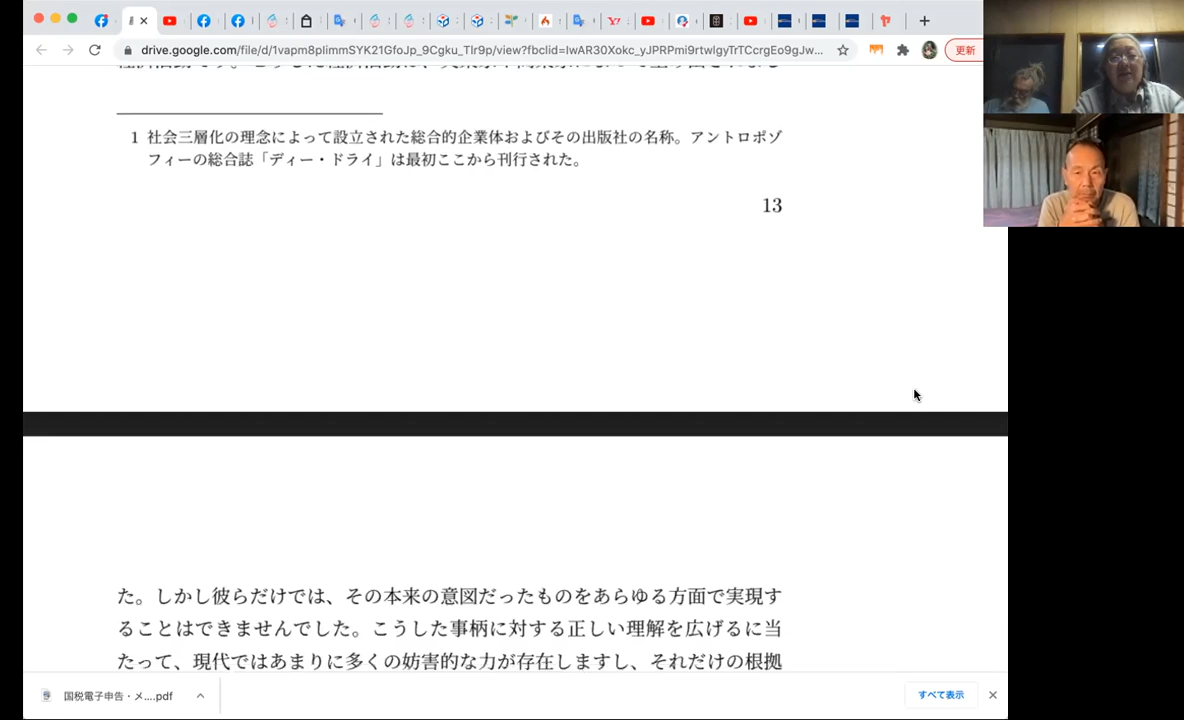 drive.google.com/file/d/1vapm8plimmSYK21GfoJp_9Cgku_Tlr9p/view?fbclid=IwAR30Xokc_yJPRPmi9rtwlgyTrTCcrgEo9gJw...
更新
1 社会三層化の理念によって設立された総合的企業体およびその出版社の名称。アントロポゾ
フィーの総合誌「ディー・ドライ」は最初ここから刊行された。
13
た。しかし彼らだけでは、その本来の意図だったものをあらゆる方面で実現す
ることはできませんでした。こうした事柄に対する正しい理解を広げるに当
たって、現代ではあまりに多くの妨害的な力が存在しますし、それだけの根拠
国税電子申告・メ....pdf
すべて表示